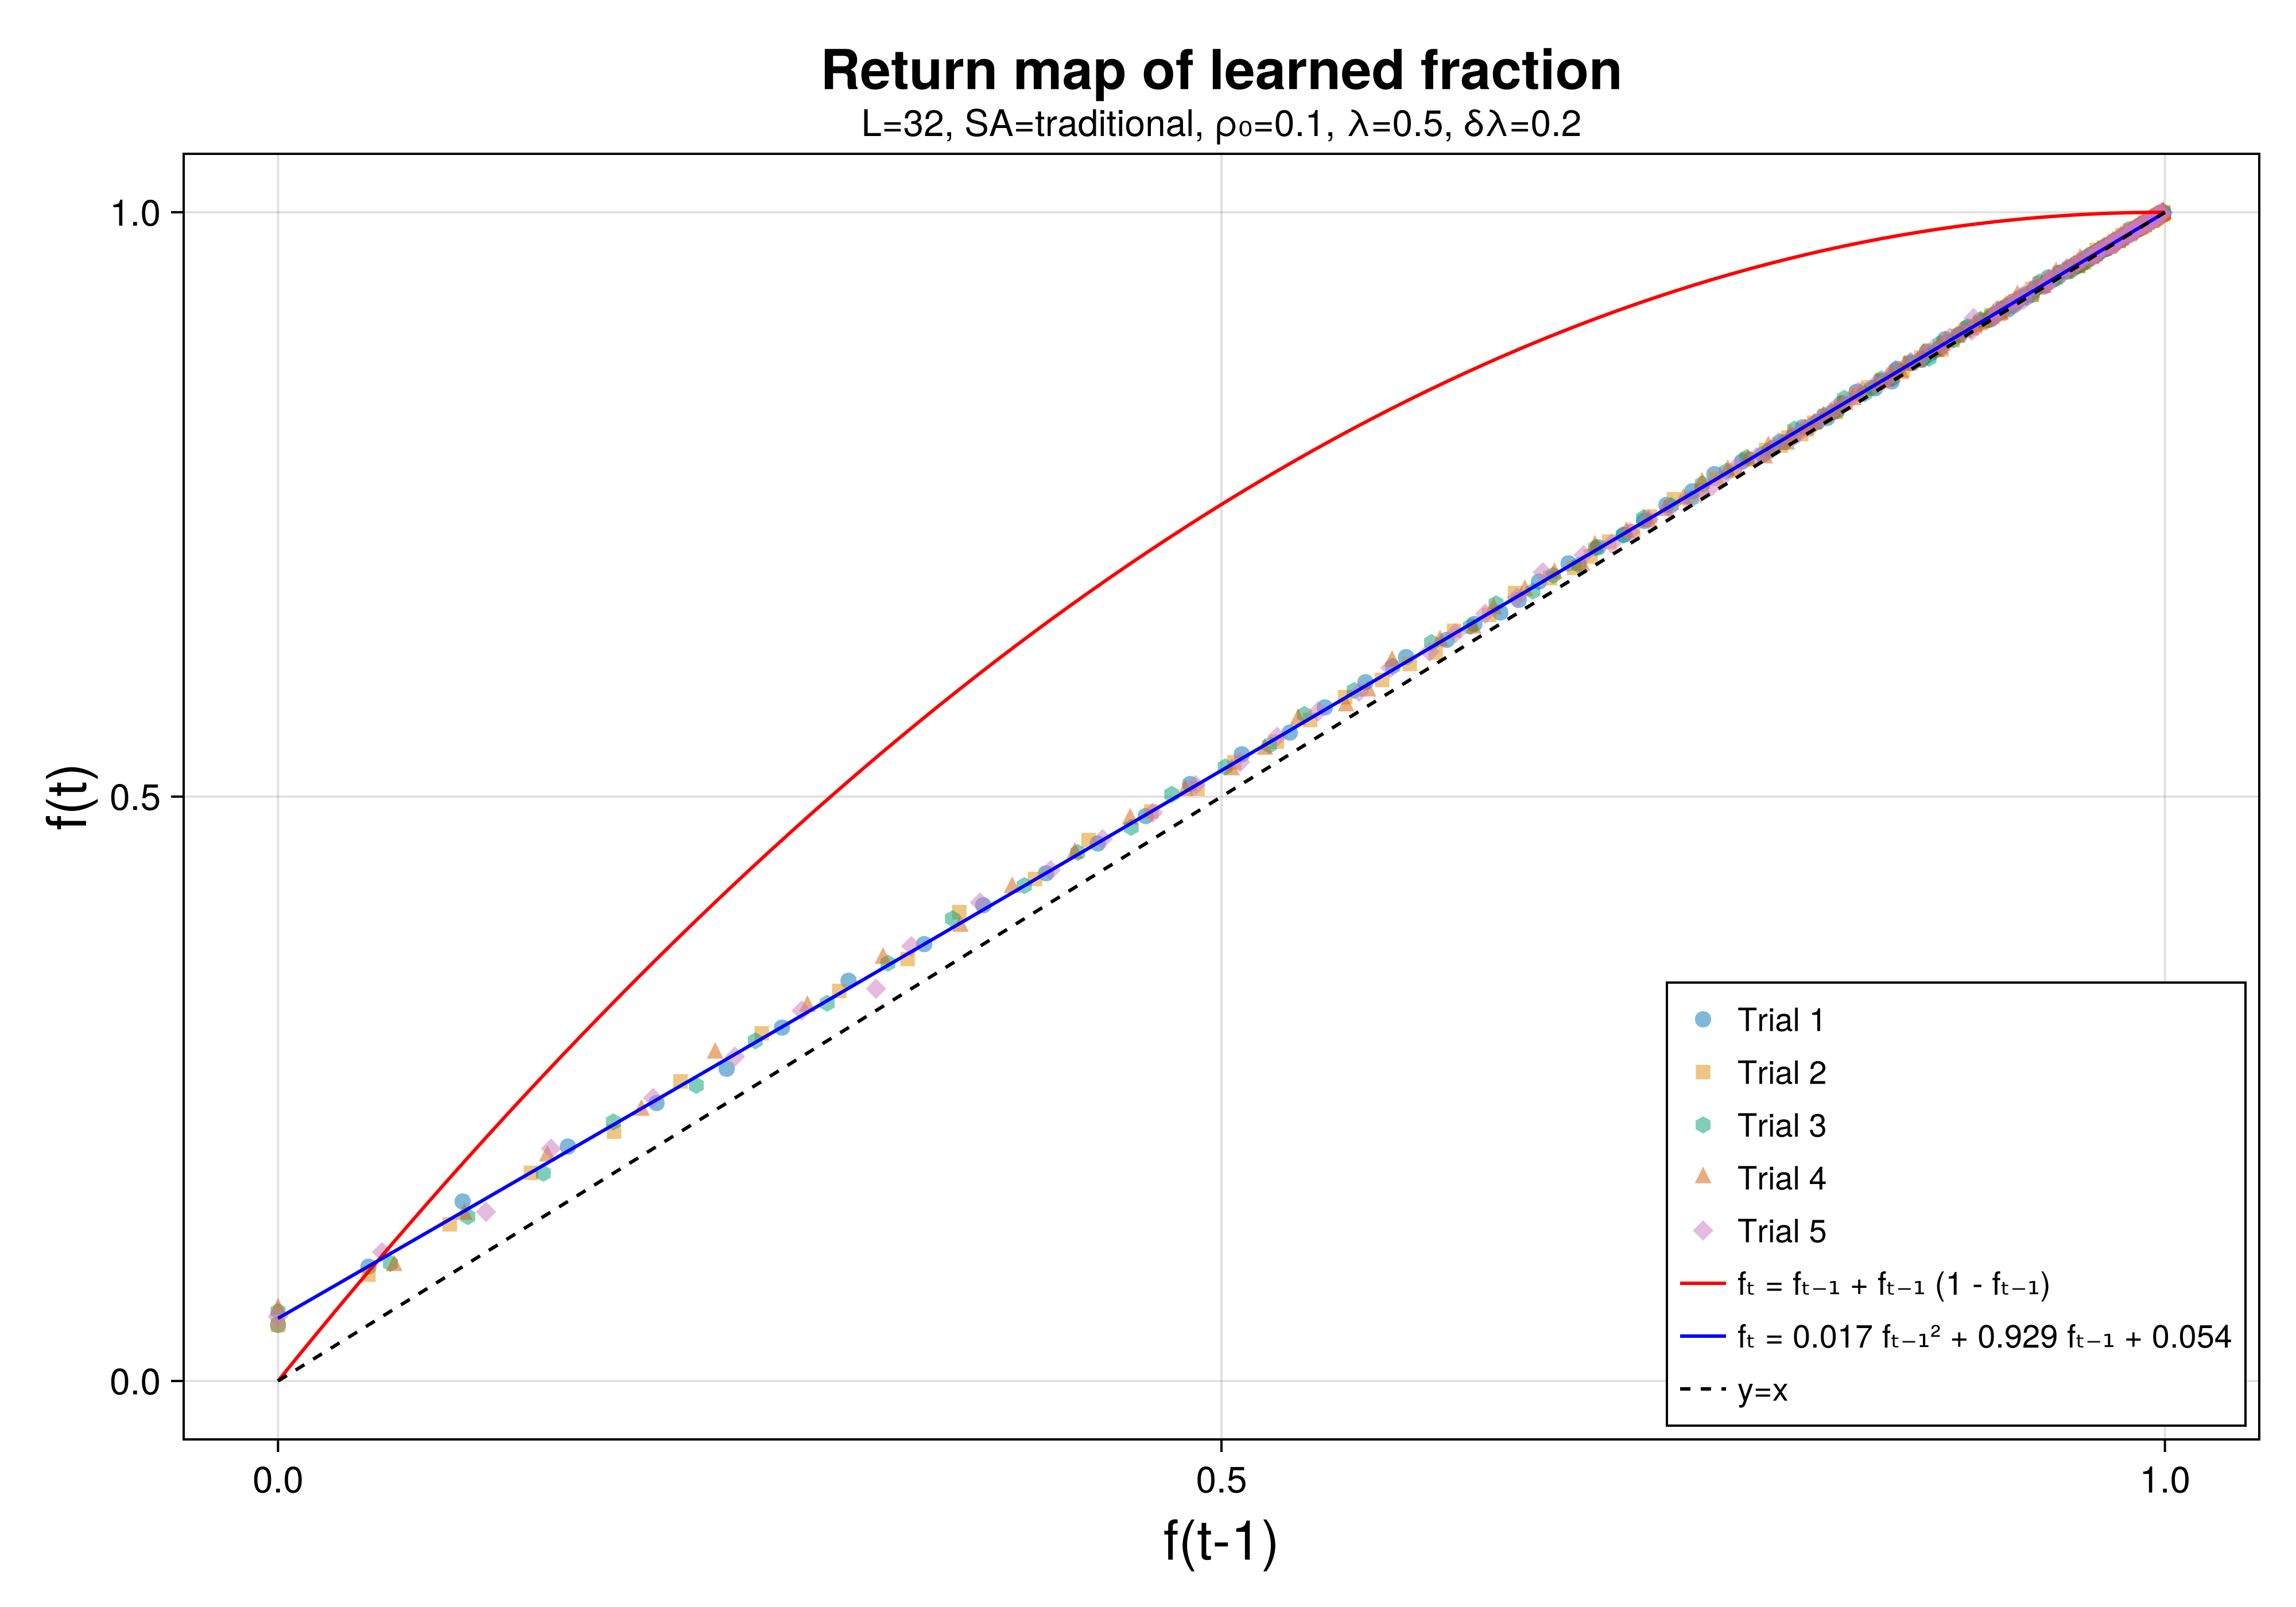 Return map of learned fraction
L=32, SA=traditional, ρ₀=0.1, λ=0.5, δλ=0.2
f(t)
1.0
0.5
0.0
0.0
0.5
1.0
f(t-1)
Trial 1
Trial 2
Trial 3
Trial 4
Trial 5
fₜ = fₜ₋₁ + fₜ₋₁ (1 - fₜ₋₁)
fₜ = 0.017 fₜ₋₁² + 0.929 fₜ₋₁ + 0.054
y=x